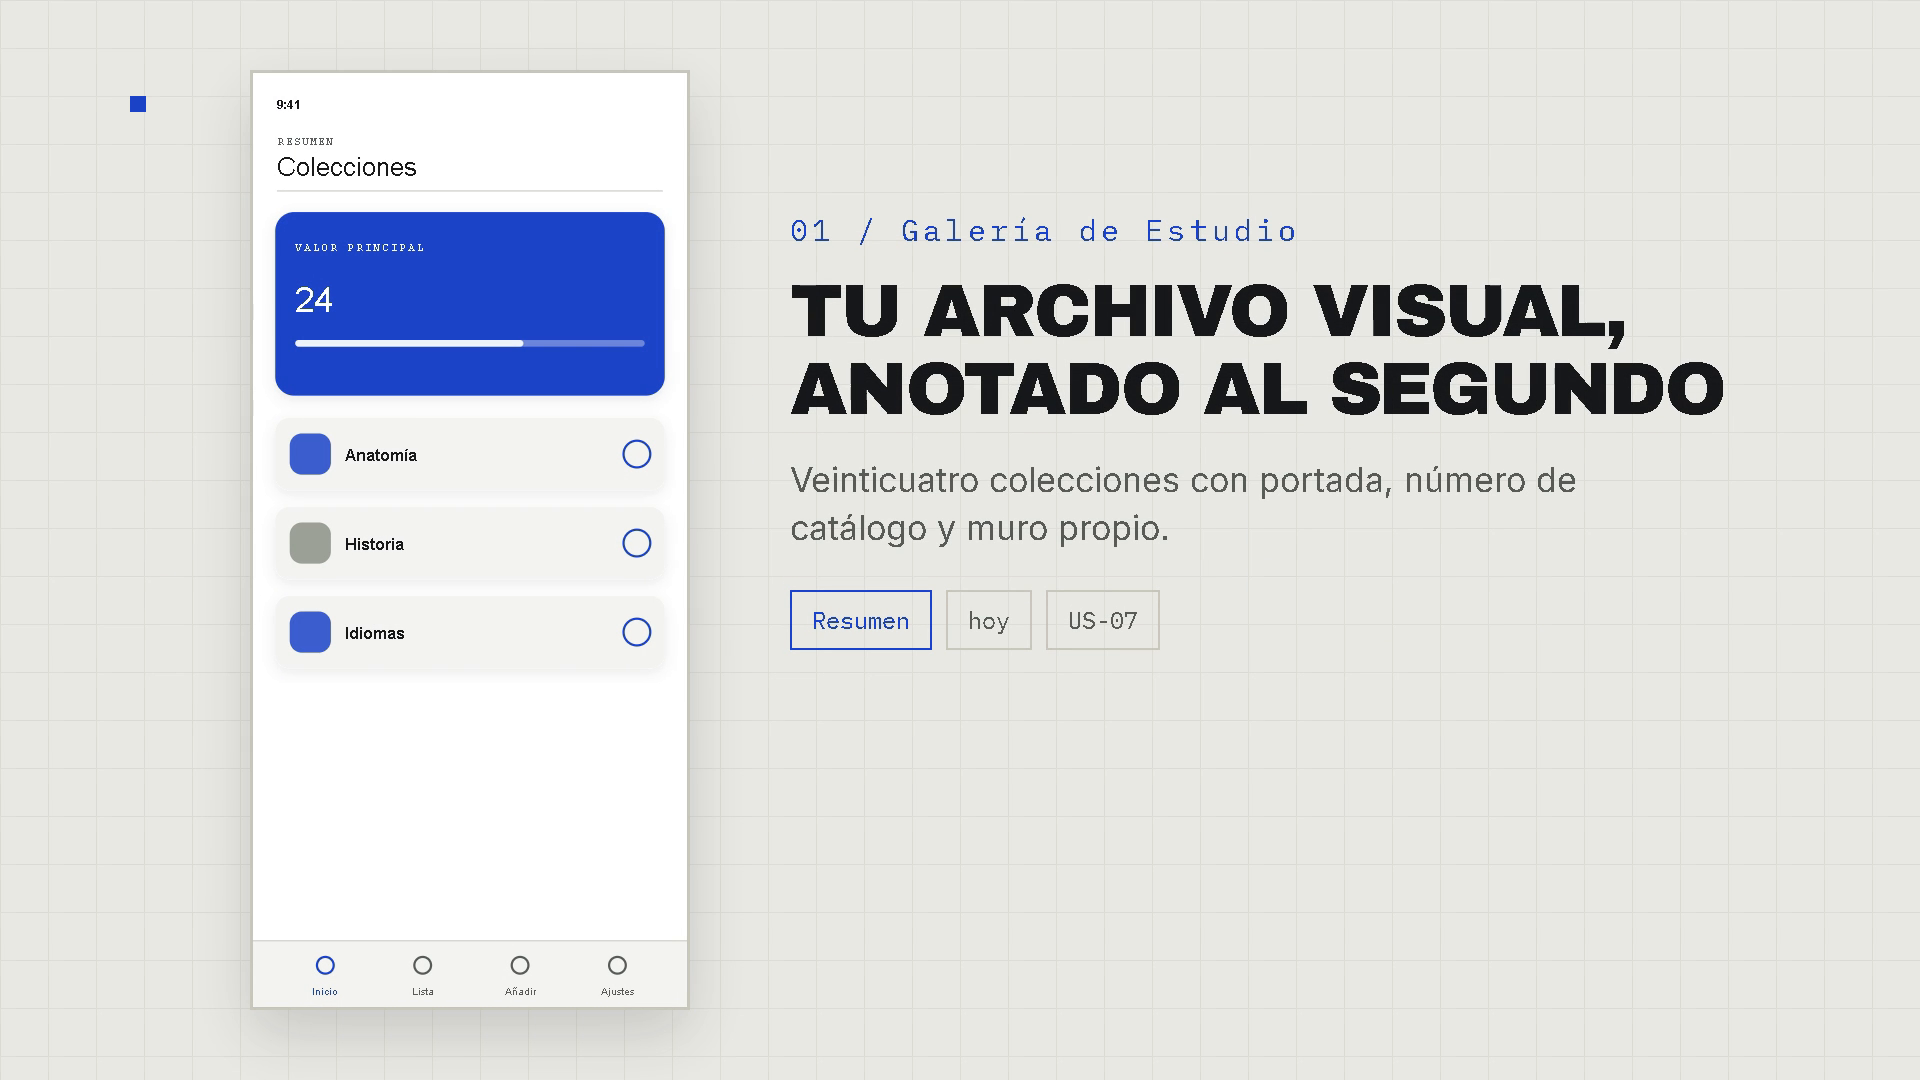 9:41
RESUMEN
Colecciones
VALOR PRINCIPAL
24
Anatomía
Historia
Idiomas
Inicio
Lista
Añadir
Ajustes
01 / Galería de Estudio
TU ARCHIVO VISUAL,
ANOTADO AL SEGUNDO
Veinticuatro colecciones con portada, número de
catálogo y muro propio.
Resumen
hoy
US-07